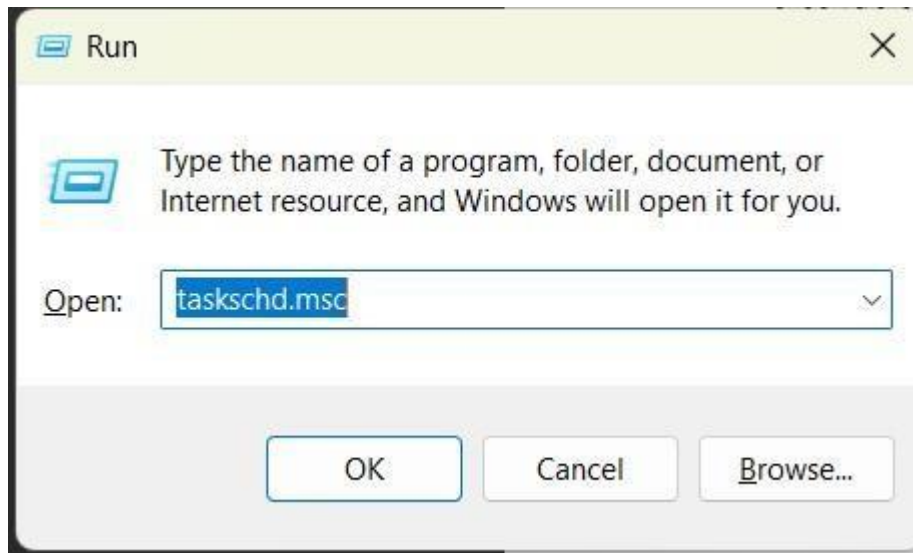 Run
Type the name of a program, folder, document, or
Internet resource, and Windows will open it for you.
Open:
taskschd.msc
OK
Cancel
Browse...